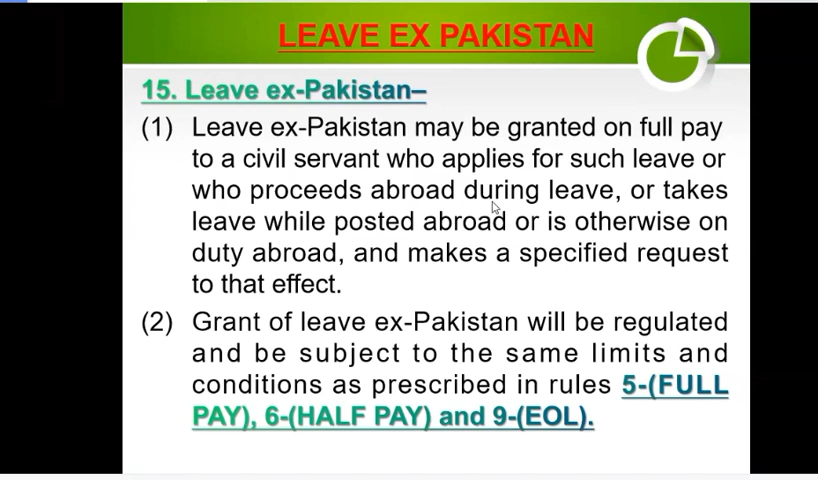 LEAVE EX PAKISTAN
15. Leave ex-Pakistan–
(1) Leave ex-Pakistan may be granted on full pay
to a civil servant who applies for such leave or
who proceeds abroad during leave, or takes
leave while posted abroad or is otherwise on
duty abroad, and makes a specified request
to that effect.
(2) Grant of leave ex-Pakistan will be regulated
and be subject to the same limits and
conditions as prescribed in rules 5-(FULL
PAY), 6-(HALF PAY) and 9-(EOL).